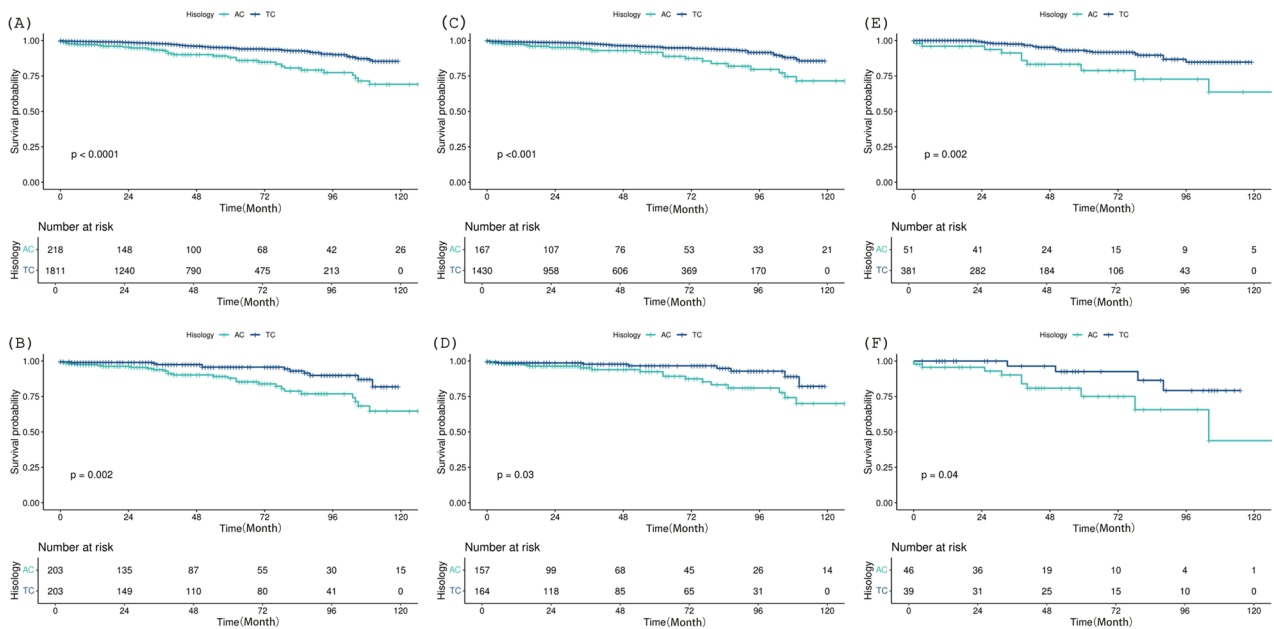 (A)
Hisology AC TC
1.00
0.75
0.50
0.25
0.00
Survival probability
p < 0.0001
0 24 48 72 96 120
Time(Month)
Number at risk
Hisology
AC 218 148 100 68 42 26
TC 1811 1240 790 475 213 0
0 24 48 72 96 120
Time(Month)
(C)
Hisology AC TC
1.00
0.75
0.50
0.25
0.00
Survival probability
p <0.001
0 24 48 72 96 120
Time(Month)
Number at risk
Hisology
AC 167 107 76 53 33 21
TC 1430 958 606 369 170 0
0 24 48 72 96 120
Time(Month)
(E)
Hisology AC TC
1.00
0.75
0.50
0.25
0.00
Survival probability
p = 0.002
0 24 48 72 96 120
Time(Month)
Number at risk
Hisology
AC 51 41 24 15 9 5
TC 381 282 184 106 43 0
0 24 48 72 96 120
Time(Month)
(B)
Hisology AC TC
1.00
0.75
0.50
0.25
0.00
Survival probability
p = 0.002
0 24 48 72 96 120
Time(Month)
Number at risk
Hisology
AC 203 135 87 55 30 15
TC 203 149 110 80 41 0
0 24 48 72 96 120
Time(Month)
(D)
Hisology AC TC
1.00
0.75
0.50
0.25
0.00
Survival probability
p = 0.03
0 24 48 72 96 120
Time(Month)
Number at risk
Hisology
AC 157 99 68 45 26 14
TC 164 118 85 65 31 0
0 24 48 72 96 120
Time(Month)
(F)
Hisology AC TC
1.00
0.75
0.50
0.25
0.00
Survival probability
p = 0.04
0 24 48 72 96 120
Time(Month)
Number at risk
Hisology
AC 46 36 19 10 4 1
TC 39 31 25 15 10 0
0 24 48 72 96 120
Time(Month)